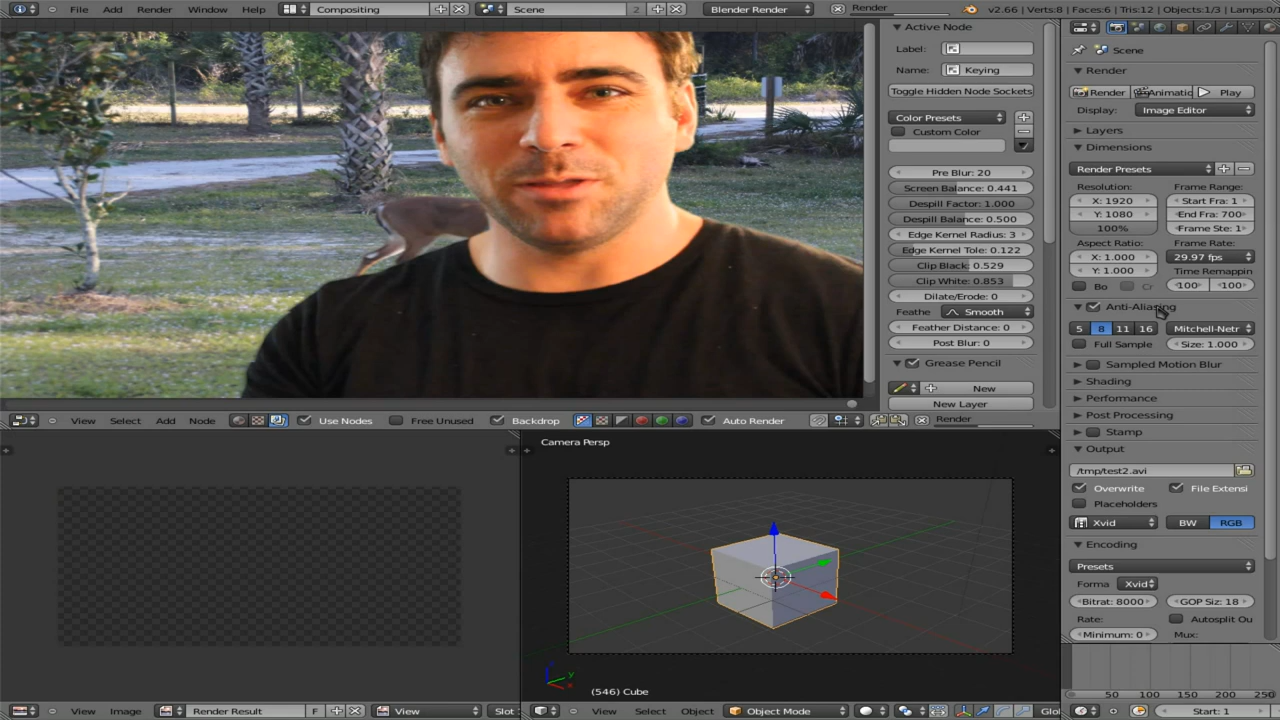 File Add Render Window Help Compositing Scene 2 Blender Render Render v2.66 | Verts:8 | Faces:6 | Tris:12 | Objects:1/3 | Lamps:0/
Active Node
Label:
Name: Keying
Toggle Hidden Node Sockets
Color Presets
Custom Color
Pre Blur: 20
Screen Balance: 0.441
Despill Factor: 1.000
Despill Balance: 0.500
Edge Kernel Radius: 3
Edge Kernel Tole: 0.122
Clip Black: 0.529
Clip White: 0.853
Dilate/Erode: 0
Feathe Smooth
Feather Distance: 0
Post Blur: 0
Grease Pencil
New
New Layer
Scene
Render
Render Animatic Play
Display: Image Editor
Layers
Dimensions
Render Presets
Resolution: Frame Range:
X: 1920 Start Fra: 1
Y: 1080 End Fra: 700
100% Frame Ste: 1
Aspect Ratio: Frame Rate:
X: 1.000 29.97 fps
Y: 1.000 Time Remappin
Bo Cr 100 100
Anti-Aliasing
5 8 11 16 Mitchell-Netr
Full Sample Size: 1.000
Sampled Motion Blur
Shading
Performance
Post Processing
Stamp
Output
/tmp/test2.avi
Overwrite File Extensi
Placeholders
Xvid BW RGB
Encoding
Presets
Forma Xvid
Bitrat: 8000 GOP Siz: 18
Rate: Autosplit Ou
Minimum: 0 Mux:
View Select Add Node Use Nodes Free Unused Backdrop Auto Render Render
Camera Persp
(546) Cube
50 100 150 200 250
View Image Render Result F View Slot
View Select Object Object Mode Glol
Start: 1